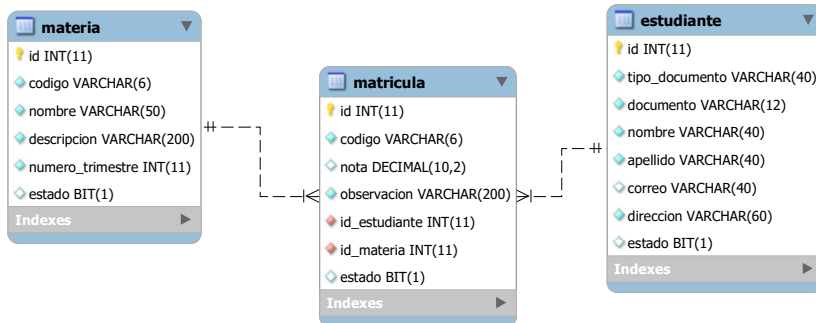 materia
id INT(11)
codigo VARCHAR(6)
nombre VARCHAR(50)
descripcion VARCHAR(200)
numero_trimestre INT(11)
estado BIT(1)
Indexes
matricula
id INT(11)
codigo VARCHAR(6)
nota DECIMAL(10,2)
observacion VARCHAR(200)
id_estudiante INT(11)
id_materia INT(11)
estado BIT(1)
Indexes
estudiante
id INT(11)
tipo_documento VARCHAR(40)
documento VARCHAR(12)
nombre VARCHAR(40)
apellido VARCHAR(40)
correo VARCHAR(40)
direccion VARCHAR(60)
estado BIT(1)
Indexes